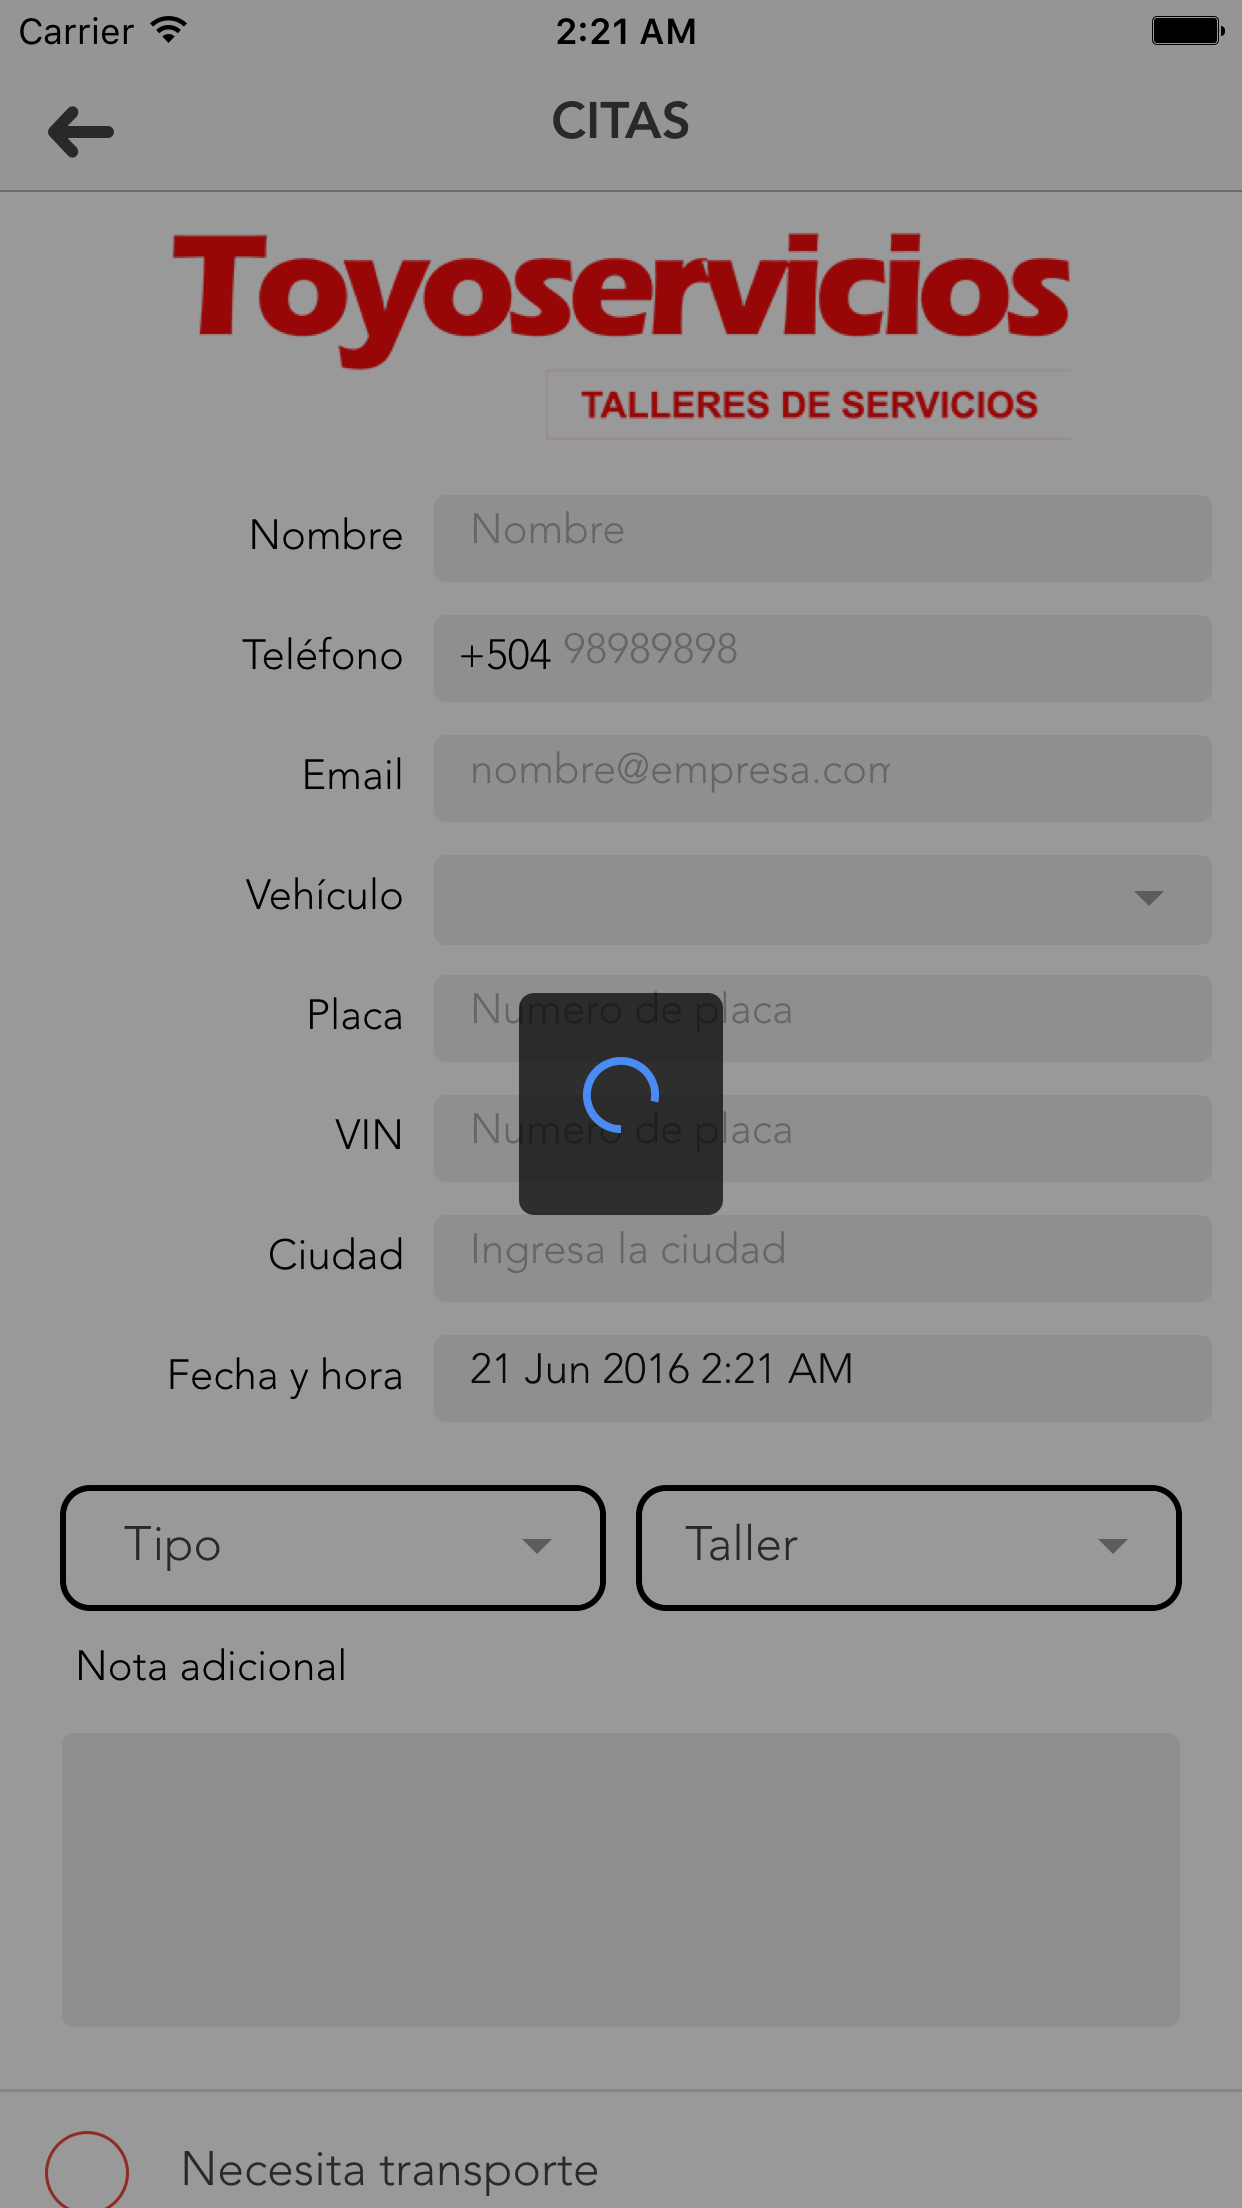 Carrier 2:21 AM
CITAS
Toyoservicios
TALLERES DE SERVICIOS
Nombre Nombre
Teléfono +504 98989898
Email nombre@empresa.com
Vehículo
Placa Numero de placa
VIN Numero de placa
Ciudad Ingresa la ciudad
Fecha y hora 21 Jun 2016 2:21 AM
Tipo Taller
Nota adicional
Necesita transporte